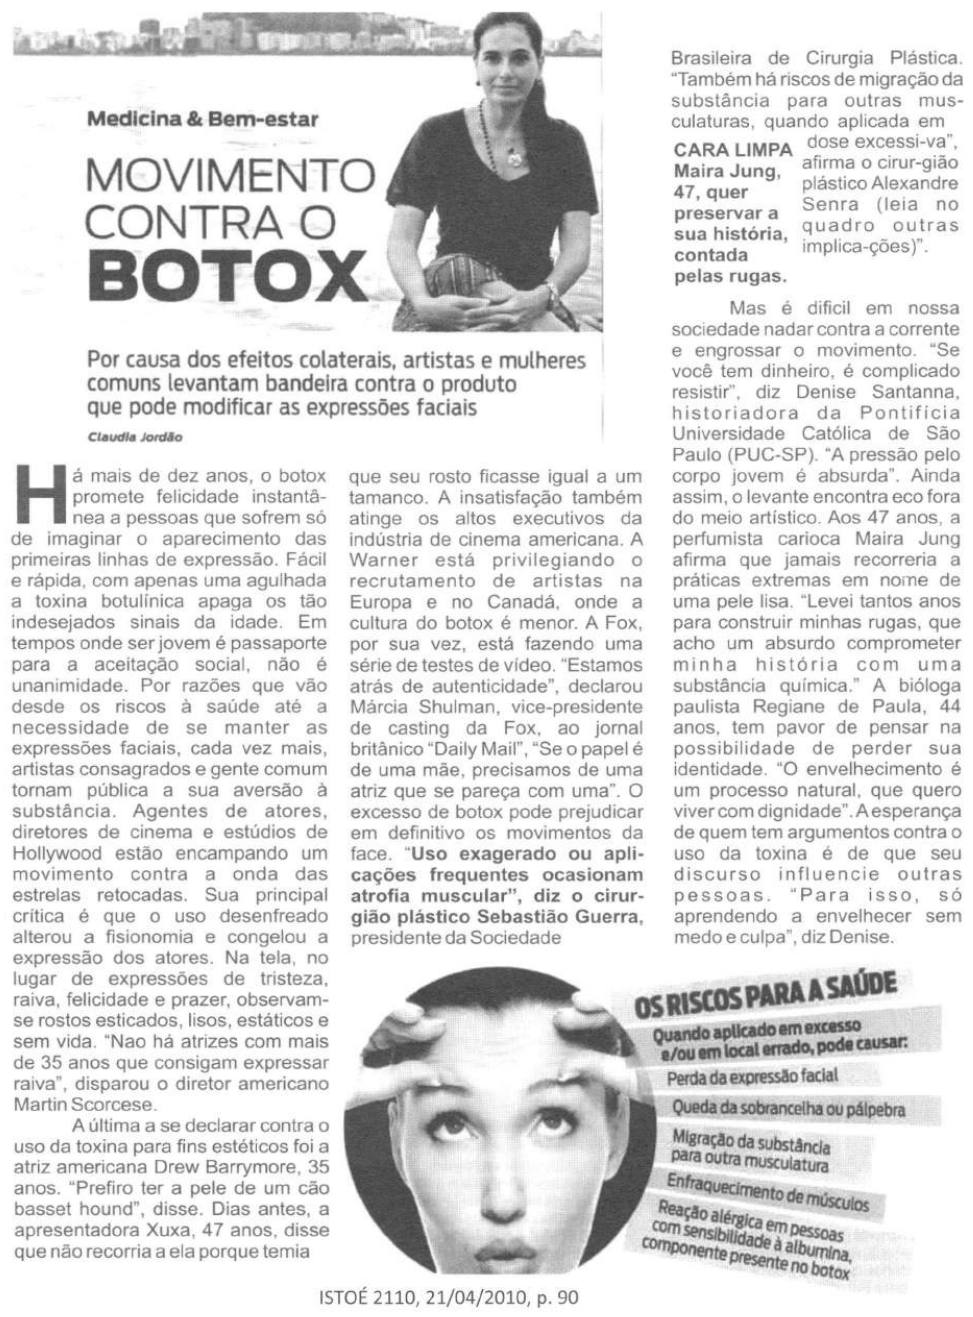 Medicina & Bem-estar
MOVIMENTO
CONTRA O
BOTOX
Por causa dos efeitos colaterais, artistas e mulheres
comuns levantam bandeira contra o produto
que pode modificar as expressões faciais
Claudia Jordão
Há mais de dez anos, o botox
promete felicidade instantâ-
nea a pessoas que sofrem só
de imaginar o aparecimento das
primeiras linhas de expressão. Fácil
e rápida, com apenas uma agulhada
a toxina botulínica apaga os tão
indesejados sinais da idade. Em
tempos onde ser jovem é passaporte
para a aceitação social, não é
unanimidade. Por razões que vão
desde os riscos à saúde até a
necessidade de se manter as
expressões faciais, cada vez mais,
artistas consagrados e gente comum
tornam pública a sua aversão à
substância. Agentes de atores,
diretores de cinema e estúdios de
Hollywood estão encampando um
movimento contra a onda das
estrelas retocadas. Sua principal
crítica é que o uso desenfreado
alterou a fisionomia e congelou a
expressão dos atores. Na tela, no
lugar de expressões de tristeza,
raiva, felicidade e prazer, observam-
se rostos esticados, lisos, estáticos e
sem vida. “Nao há atrizes com mais
de 35 anos que consigam expressar
raiva”, disparou o diretor americano
Martin Scorcese.
A última a se declarar contra o
uso da toxina para fins estéticos foi a
atriz americana Drew Barrymore, 35
anos. “Prefiro ter a pele de um cão
basset hound”, disse. Dias antes, a
apresentadora Xuxa, 47 anos, disse
que não recorria a ela porque temia
que seu rosto ficasse igual a um
tamanco. A insatisfação também
atinge os altos executivos da
indústria de cinema americana. A
Warner está privilegiando o
recrutamento de artistas na
Europa e no Canadá, onde a
cultura do botox é menor. A Fox,
por sua vez, está fazendo uma
série de testes de vídeo. “Estamos
atrás de autenticidade”, declarou
Márcia Shulman, vice-presidente
de casting da Fox, ao jornal
britânico “Daily Mail”, “Se o papel é
de uma mãe, precisamos de uma
atriz que se pareça com uma”. O
excesso de botox pode prejudicar
em definitivo os movimentos da
face. “Uso exagerado ou apli-
cações frequentes ocasionam
atrofia muscular”, diz o cirur-
gião plástico Sebastião Guerra,
presidente da Sociedade
Brasileira de Cirurgia Plástica.
“Também há riscos de migração da
substância para outras mus-
culaturas, quando aplicada em
dose excessi-va”,
afirma o cirur-gião
plástico Alexandre
Senra (leia no
quadro outras
implica-ções)”.
CARA LIMPA
Maira Jung,
47, quer
preservar a
sua história,
contada
pelas rugas.
Mas é dificil em nossa
sociedade nadar contra a corrente
e engrossar o movimento. “Se
você tem dinheiro, é complicado
resistir”, diz Denise Santanna,
historiadora da Pontifícia
Universidade Católica de São
Paulo (PUC-SP). “A pressão pelo
corpo jovem é absurda”. Ainda
assim, o levante encontra eco fora
do meio artístico. Aos 47 anos, a
perfumista carioca Maira Jung
afirma que jamais recorreria a
práticas extremas em nome de
uma pele lisa. “Levei tantos anos
para construir minhas rugas, que
acho um absurdo comprometer
minha história com uma
substância química.” A bióloga
paulista Regiane de Paula, 44
anos, tem pavor de pensar na
possibilidade de perder sua
identidade. “O envelhecimento é
um processo natural, que quero
viver com dignidade”. A esperança
de quem tem argumentos contra o
uso da toxina é de que seu
discurso influencie outras
pessoas. “Para isso, só
aprendendo a envelhecer sem
medo e culpa”, diz Denise.
OS RISCOS PARA A SAÚDE
Quando aplicado em excesso
e/ou em local errado, pode causar:
Perda da expressão facial
Queda da sobrancelha ou pálpebra
Migração da substância
para outra musculatura
Enfraquecimento de músculos
Reação alérgica em pessoas
com sensibilidade à albumina,
componente presente no botox
ISTOÉ 2110, 21/04/2010, p. 90